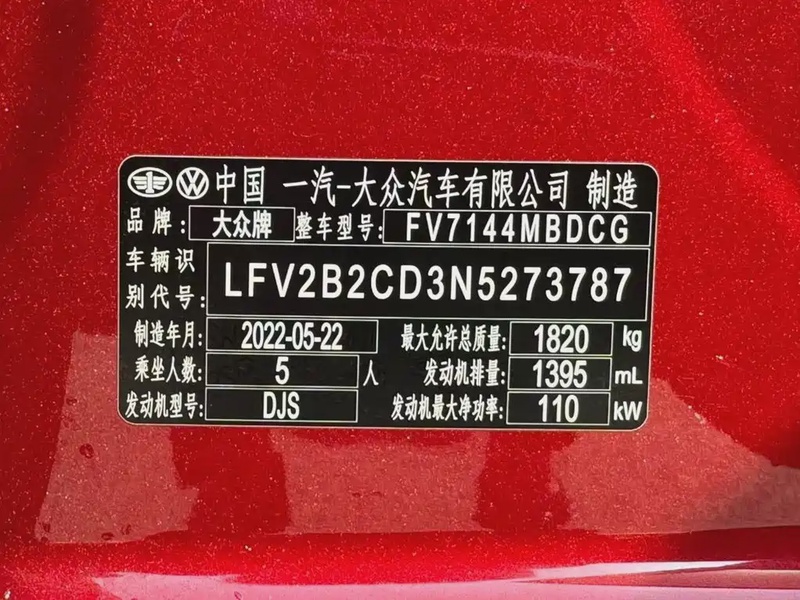 中国 一汽-大众汽车有限公司 制造
品牌: 大众牌 整车型号: FV7144MBDCG
车辆识
别代号: LFV2B2CD3N5273787
制造年月: 2022-05-22 最大允许总质量: 1820 kg
乘坐人数: 5 人 发动机排量: 1395 mL
发动机型号: DJS 发动机最大净功率: 110 kW